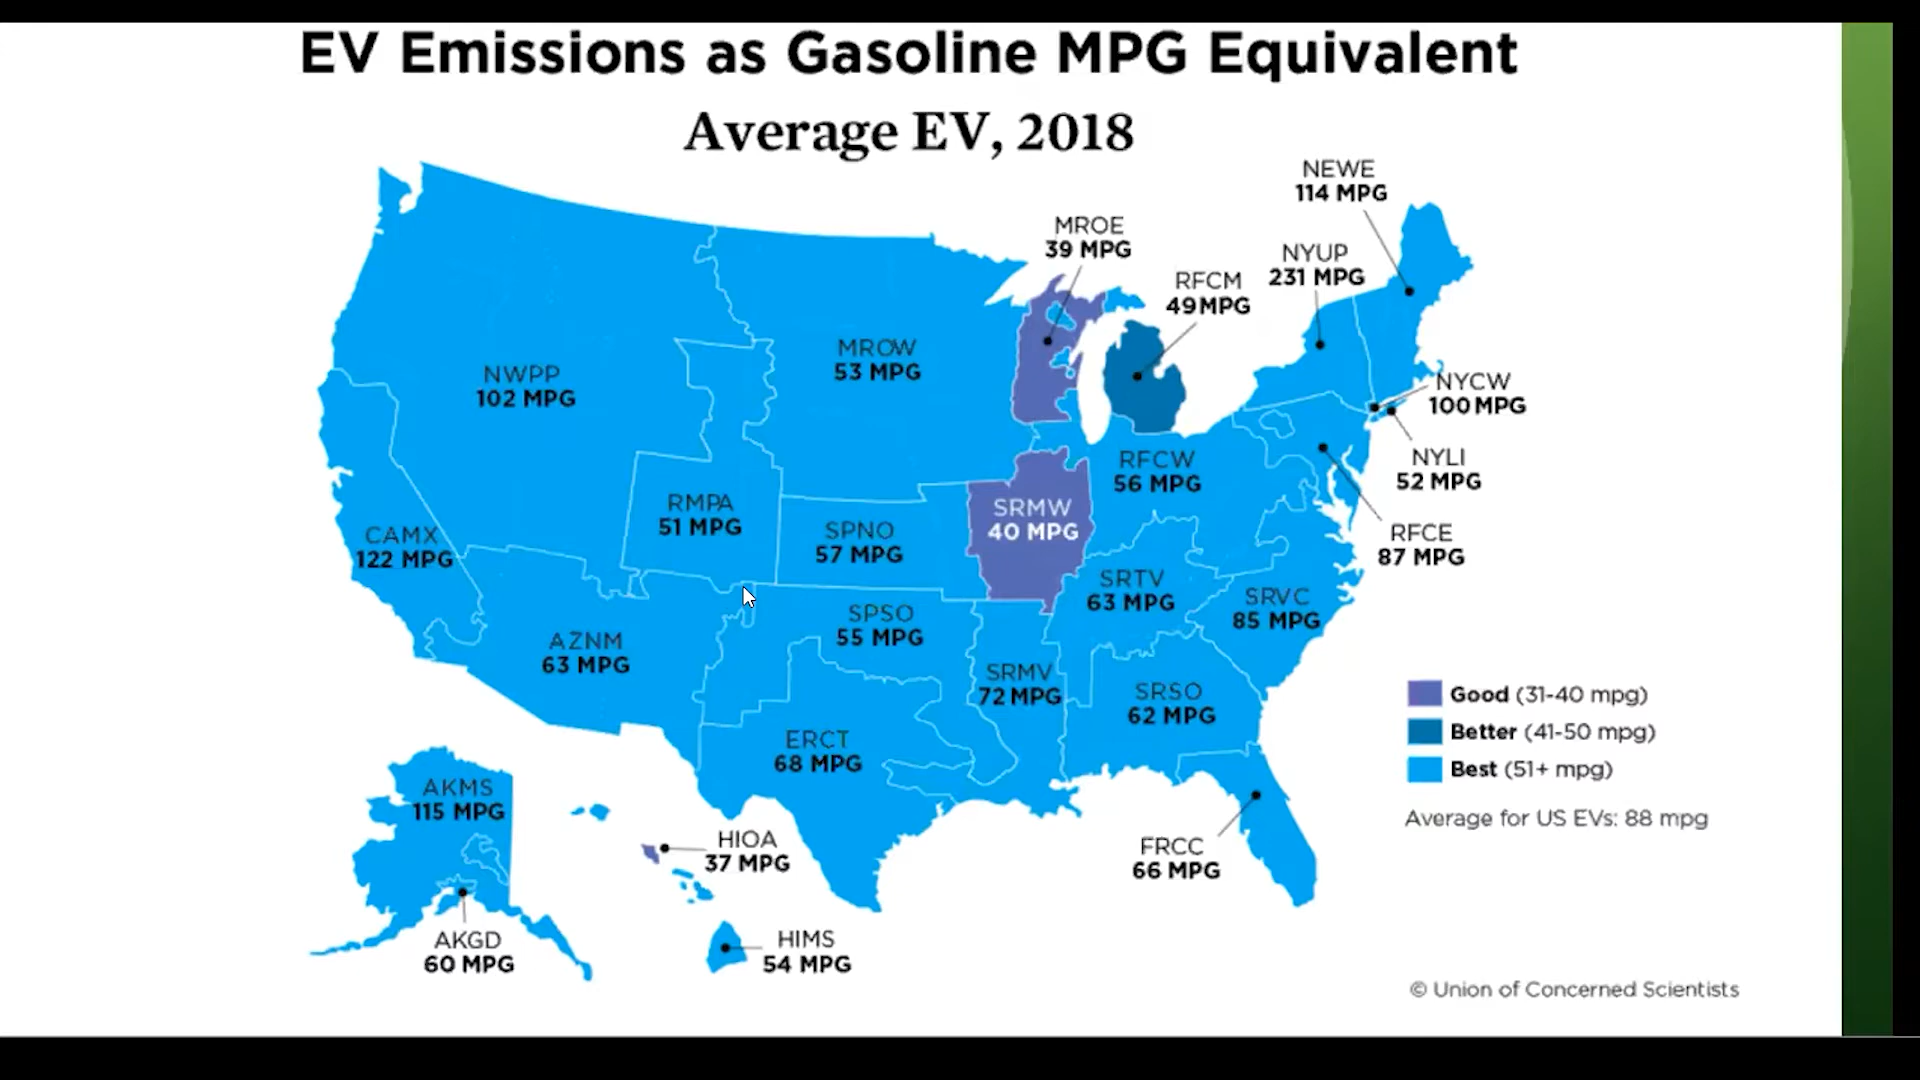 EV Emissions as Gasoline MPG Equivalent
Average EV, 2018
NEWE
114 MPG
MROE
39 MPG
NYUP
231 MPG
RFCM
49 MPG
MROW
53 MPG
NWPP
102 MPG
NYCW
100 MPG
NYLI
52 MPG
RFCW
56 MPG
RMPA
51 MPG
SRMW
40 MPG
SPNO
57 MPG
CAMX
122 MPG
RFCE
87 MPG
SRTV
63 MPG
SRVC
85 MPG
SPSO
55 MPG
AZNM
63 MPG
SRMV
72 MPG
SRSO
62 MPG
ERCT
68 MPG
AKMS
115 MPG
HIOA
37 MPG
FRCC
66 MPG
AKGD
60 MPG
HIMS
54 MPG
Good (31-40 mpg)
Better (41-50 mpg)
Best (51+ mpg)
Average for US EVs: 88 mpg
© Union of Concerned Scientists